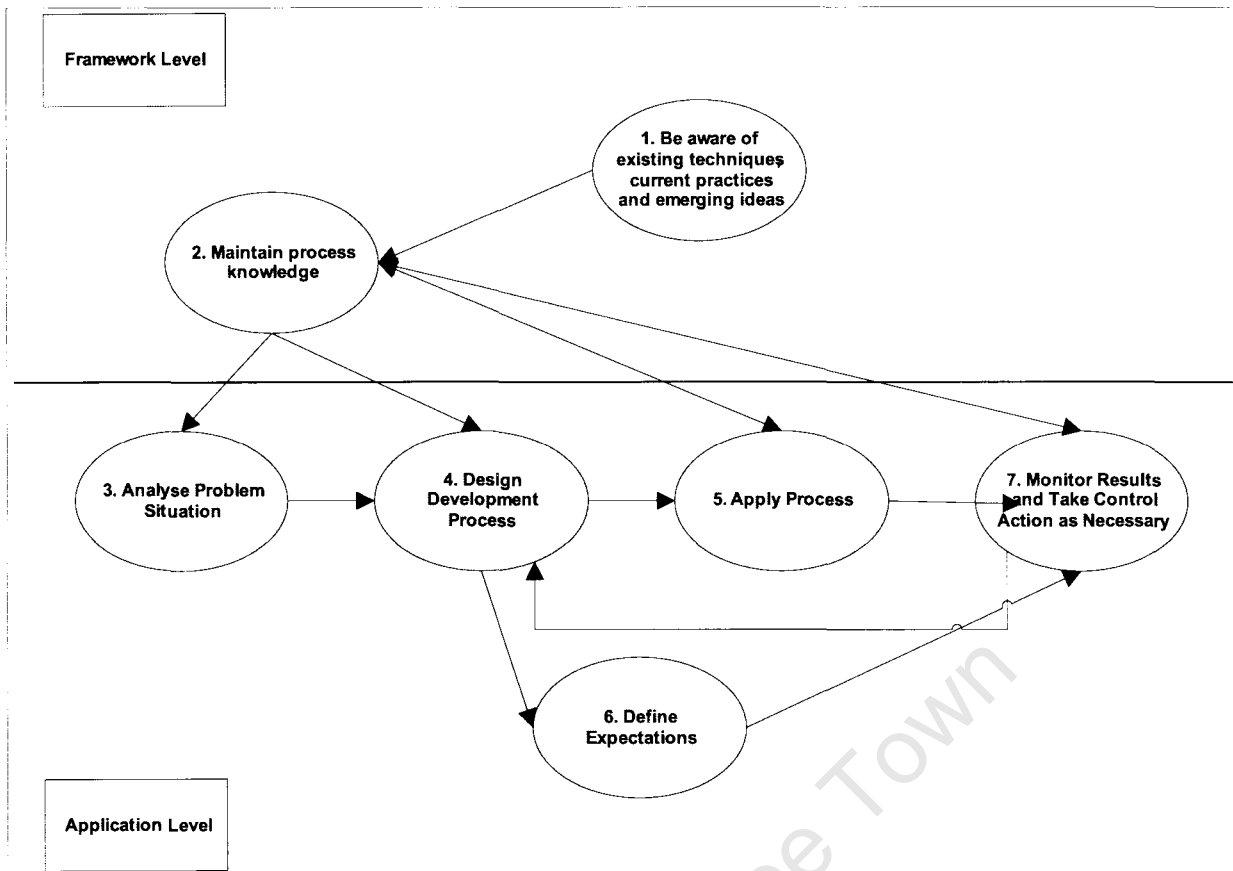 Framework Level
1. Be aware of
existing techniques
current practices
and emerging ideas
2. Maintain process
knowledge
3. Analyse Problem
Situation
4. Design
Development
Process
5. Apply Process
7. Monitor Results
and Take Control
Action as Necessary
6. Define
Expectations
Application Level
Town